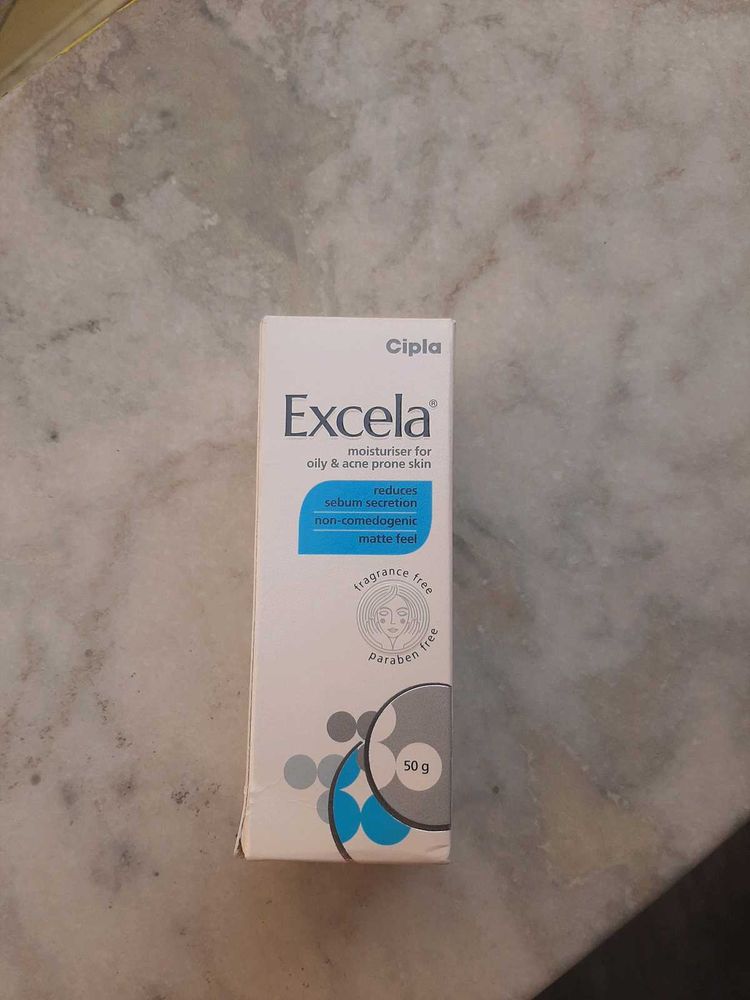 Cipla
Excela®
moisturiser for
oily & acne prone skin
reduces
sebum secretion
non-comedogenic
matte feel
fragrance free
paraben free
50 g